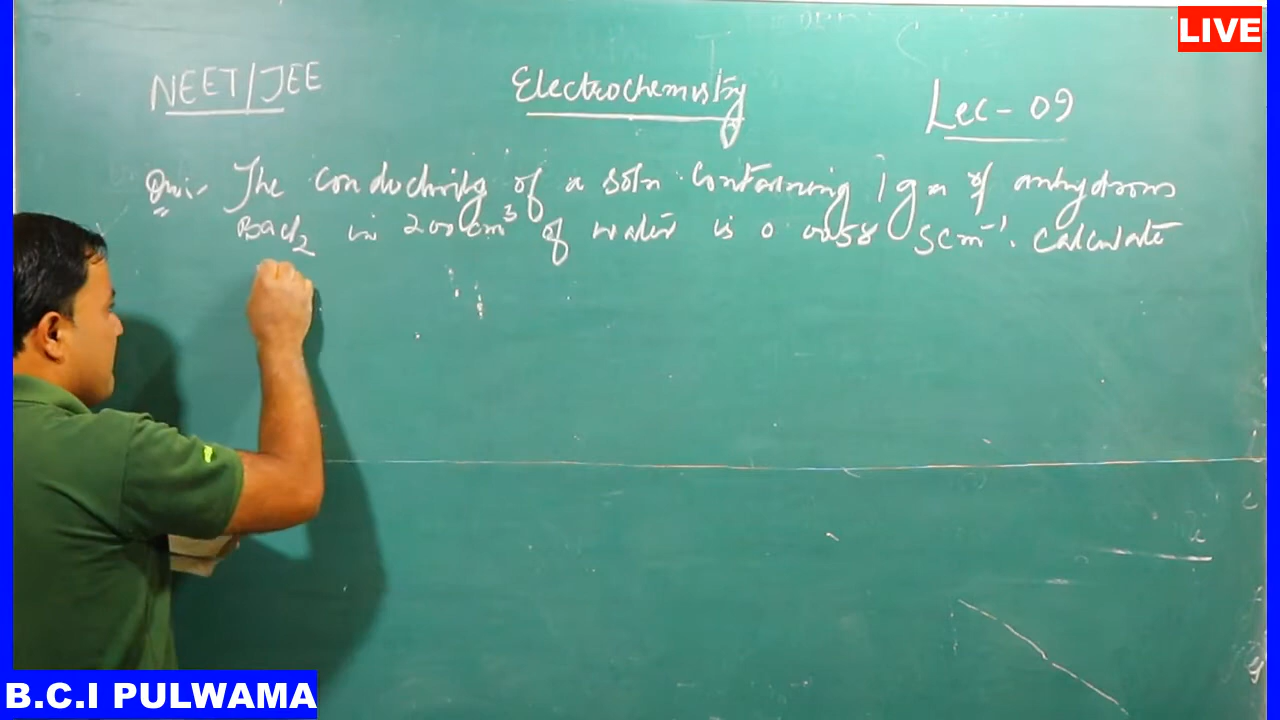 LIVE
NEET/JEE Electrochemistry Lec - 09
Qui:- The conductivity of a soln. containing 1 gm of anhydrous
BaCl2 in 200 cm³ of water is 0.0058 S cm⁻¹. Calculate
B.C.I PULWAMA